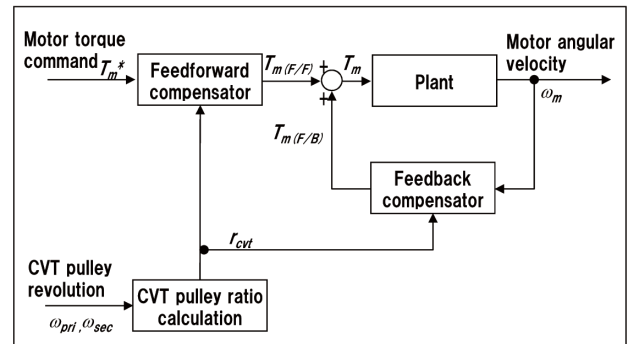 Motor torque
command T_m*
Feedforward
compensator
T_m(F/F)
+
+
T_m
Plant
Motor angular
velocity
ω_m
T_m(F/B)
Feedback
compensator
r_cvt
CVT pulley
revolution
ω_pri, ω_sec
CVT pulley ratio
calculation